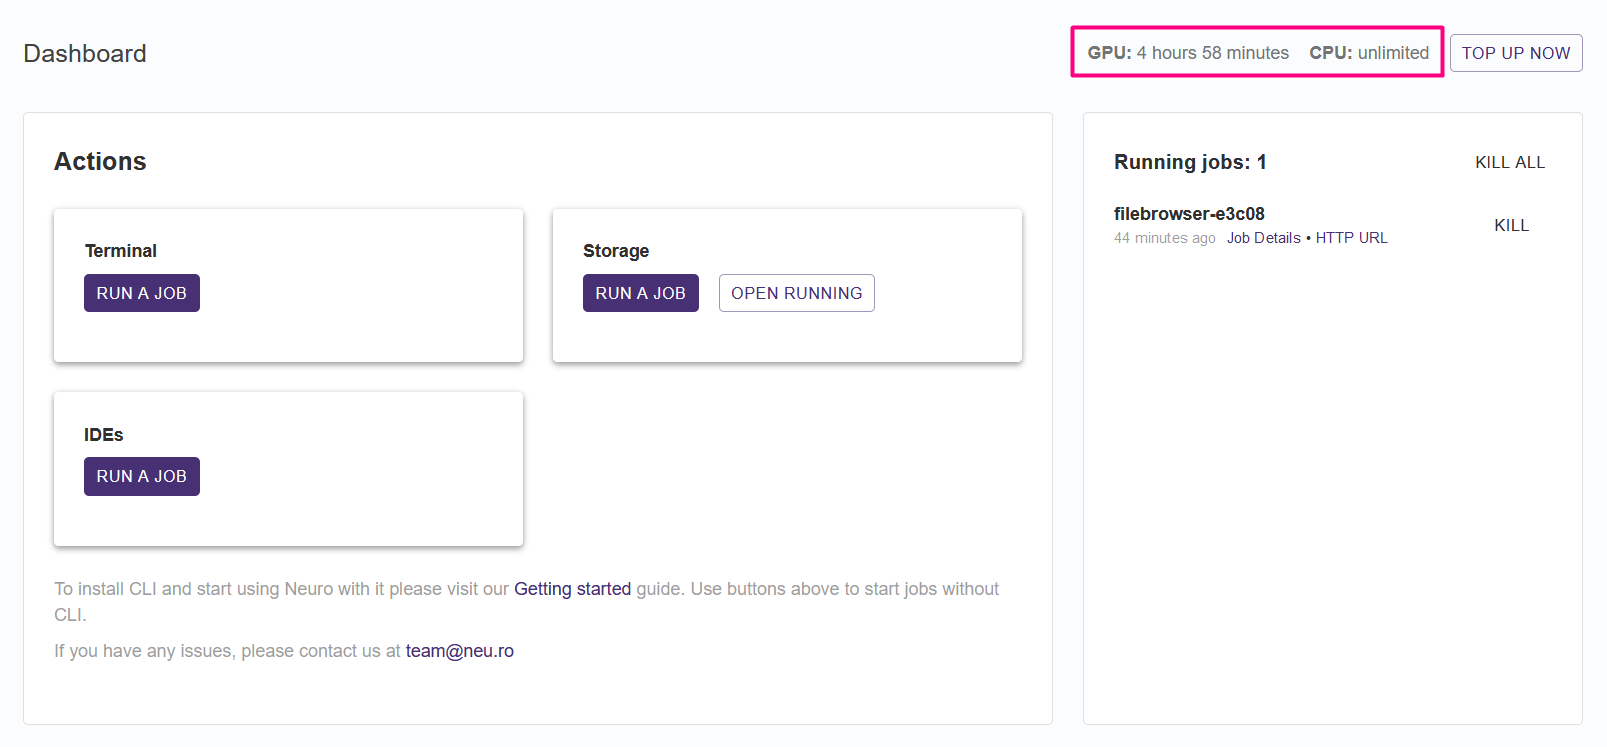 Dashboard
GPU: 4 hours 58 minutes CPU: unlimited TOP UP NOW
Actions
Terminal
RUN A JOB
Storage
RUN A JOB OPEN RUNNING
IDEs
RUN A JOB
To install CLI and start using Neuro with it please visit our Getting started guide. Use buttons above to start jobs without
CLI.
If you have any issues, please contact us at team@neu.ro
Running jobs: 1 KILL ALL
filebrowser-e3c08
44 minutes ago Job Details • HTTP URL
KILL